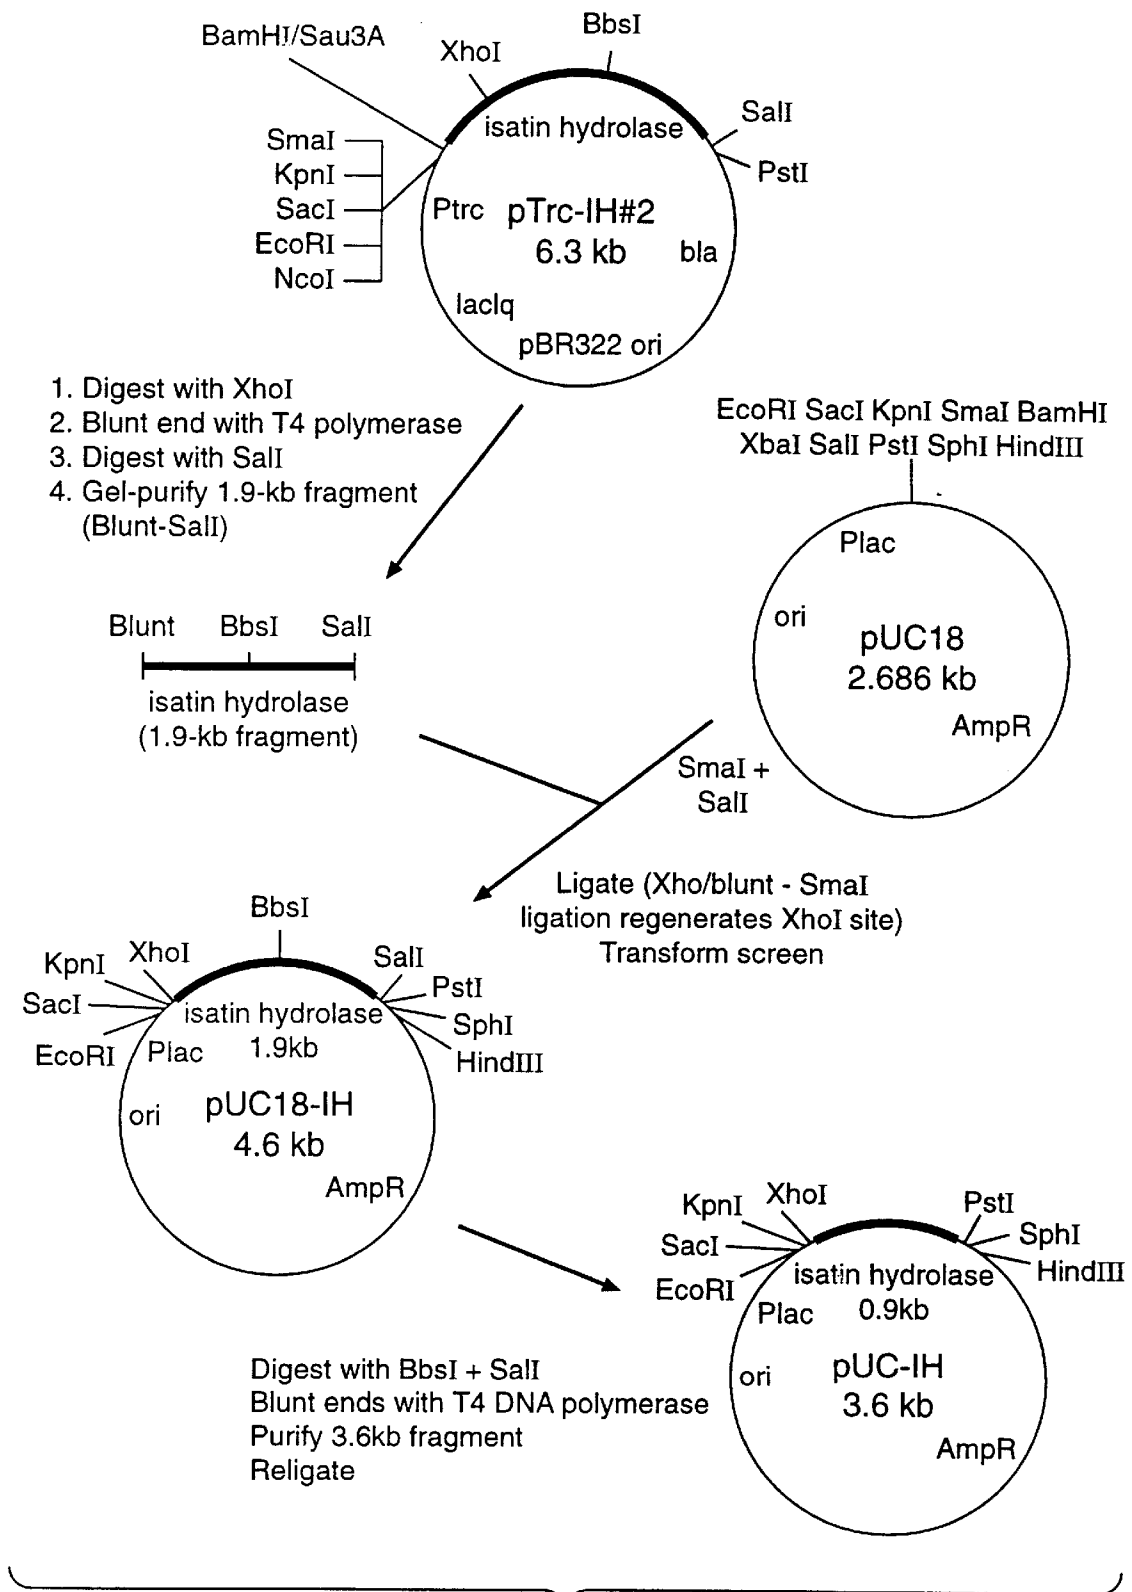 BamHI/Sau3A
XhoI
BbsI
SalI
PstI
SmaI
KpnI
SacI
EcoRI
NcoI
isatin hydrolase
Ptrc
pTrc-IH#2
6.3 kb
bla
lacIq
pBR322 ori
1. Digest with XhoI
2. Blunt end with T4 polymerase
3. Digest with SalI
4. Gel-purify 1.9-kb fragment
(Blunt-SalI)
EcoRI SacI KpnI SmaI BamHI
XbaI SalI PstI SphI HindIII
Plac
ori
pUC18
2.686 kb
AmpR
Blunt BbsI SalI
isatin hydrolase
(1.9-kb fragment)
SmaI +
SalI
Ligate (Xho/blunt - SmaI
ligation regenerates XhoI site)
Transform screen
BbsI
XhoI
KpnI
SacI
EcoRI
SalI
PstI
SphI
HindIII
isatin hydrolase
1.9kb
Plac
ori
pUC18-IH
4.6 kb
AmpR
XhoI
KpnI
SacI
EcoRI
PstI
SphI
HindIII
isatin hydrolase
0.9kb
Plac
ori
pUC-IH
3.6 kb
AmpR
Digest with BbsI + SalI
Blunt ends with T4 DNA polymerase
Purify 3.6kb fragment
Religate